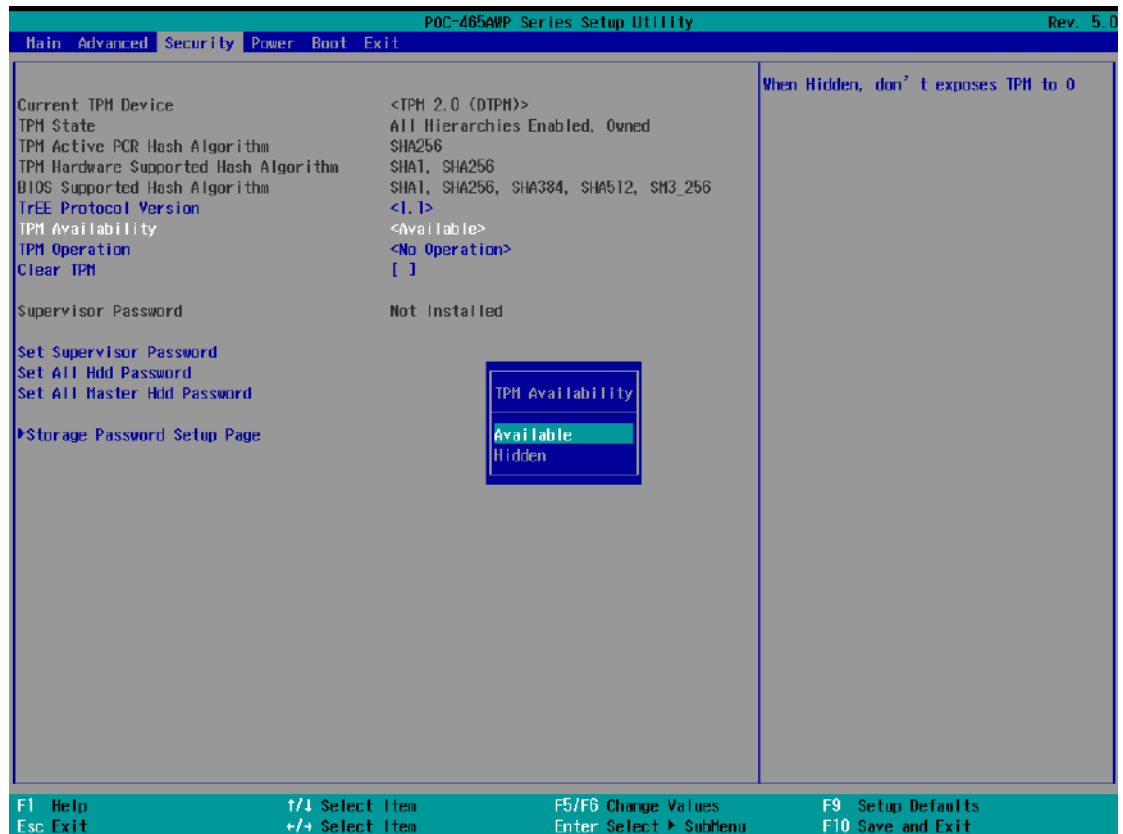 POC-465AWP Series Setup Utility Rev. 5.0
Main Advanced Security Power Boot Exit
When Hidden, don't exposes TPM to O
Current TPM Device <TPM 2.0 (DTPM)>
TPM State All Hierarchies Enabled, Owned
TPM Active PCR Hash Algorithm SHA256
TPM Hardware Supported Hash Algorithm SHA1, SHA256
BIOS Supported Hash Algorithm SHA1, SHA256, SHA384, SHA512, SM3_256
TrEE Protocol Version <1.1>
TPM Availability <Available>
TPM Operation <No Operation>
Clear TPM [ ]
Supervisor Password Not Installed
Set Supervisor Password
Set All Hdd Password
Set All Master Hdd Password
▶Storage Password Setup Page
TPM Availability
Available
Hidden
F1 Help ↑/↓ Select Item F5/F6 Change Values F9 Setup Defaults
Esc Exit ←/→ Select Item Enter Select ▶ SubMenu F10 Save and Exit